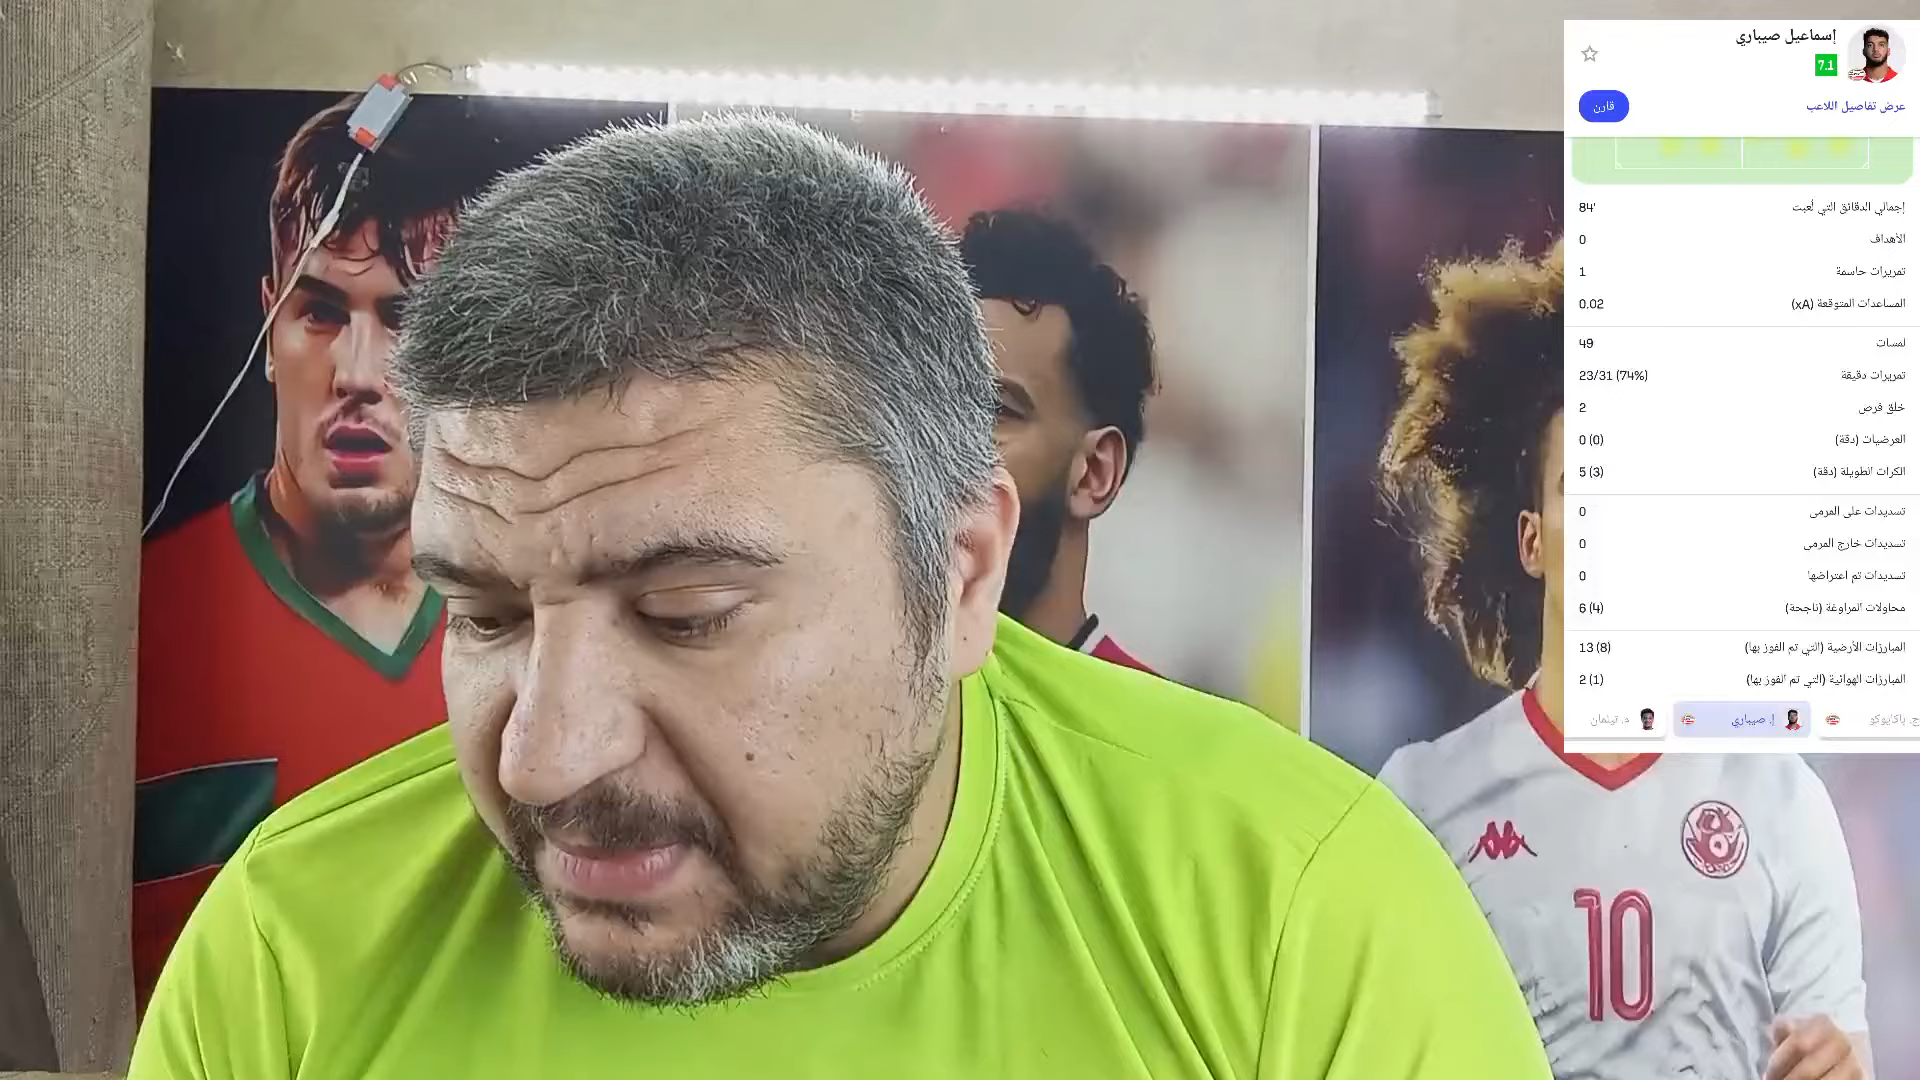 إسماعيل صيباري
7.1
عرض تفاصيل اللاعب
قارن
إجمالي الدقائق التي لُعبت 84'
الأهداف 0
تمريرات حاسمة 1
المساعدات المتوقعة (xA) 0.02
لمسات 49
تمريرات دقيقة 23/31 (74%)
خلق فرص 2
العرضيات (دقة) 0 (0)
الكرات الطويلة (دقة) 5 (3)
تسديدات على المرمى 0
تسديدات خارج المرمى 0
تسديدات تم اعتراضها 0
محاولات المراوغة (ناجحة) 6 (4)
المبارزات الأرضية (التي تم الفوز بها) 13 (8)
المبارزات الهوائية (التي تم الفوز بها) 2 (1)
ج. باكايوكو
إ. صيباري
د. تيلمان
10